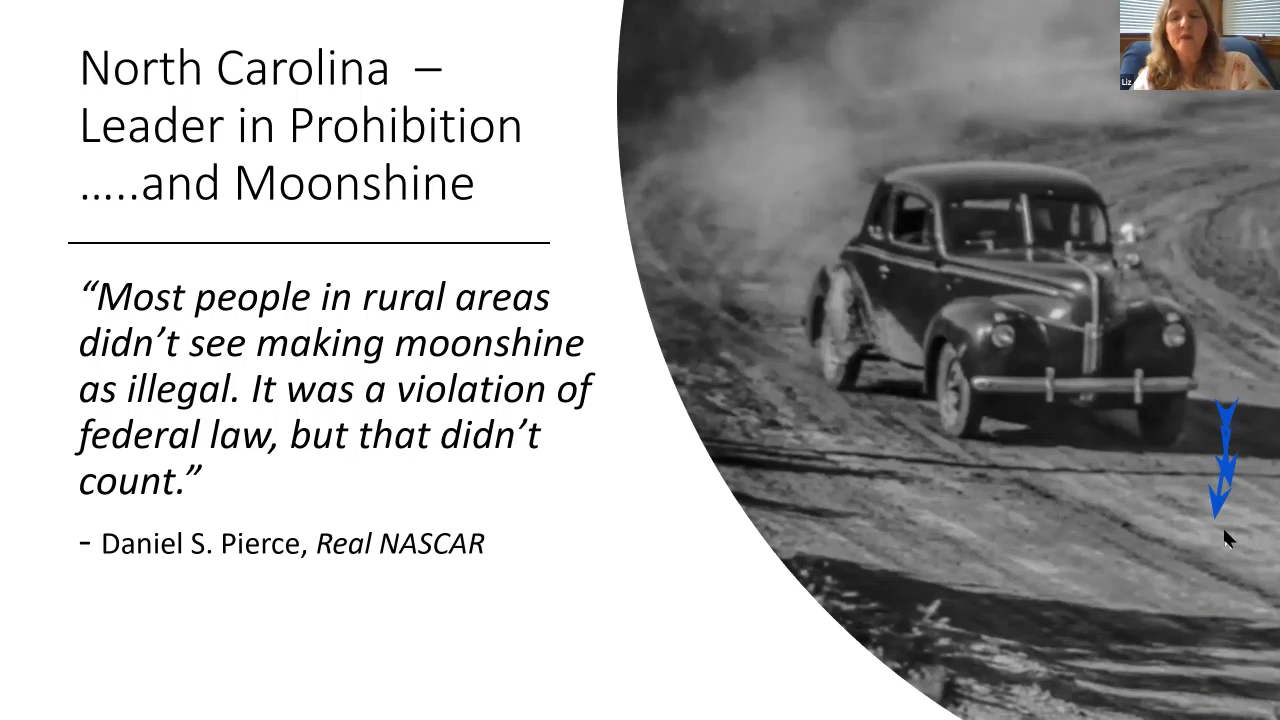 North Carolina –
Leader in Prohibition
…..and Moonshine
“Most people in rural areas
didn’t see making moonshine
as illegal. It was a violation of
federal law, but that didn’t
count.”
- Daniel S. Pierce, Real NASCAR
Liz